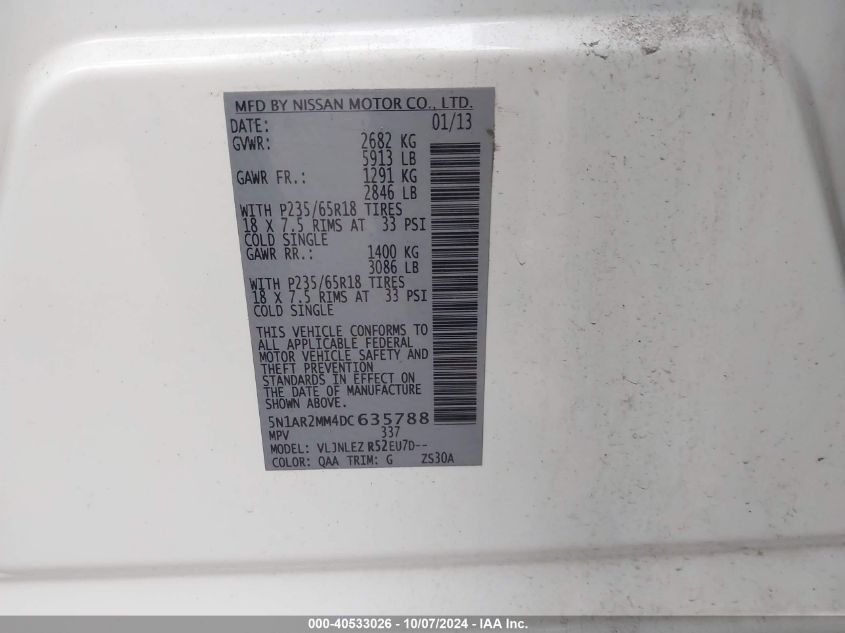 MFD BY NISSAN MOTOR CO., LTD.
DATE: 01/13
GVWR: 2682 KG
5913 LB
GAWR FR.: 1291 KG
2846 LB
WITH P235/65R18 TIRES
18 X 7.5 RIMS AT 33 PSI
COLD SINGLE
GAWR RR.: 1400 KG
3086 LB
WITH P235/65R18 TIRES
18 X 7.5 RIMS AT 33 PSI
COLD SINGLE
THIS VEHICLE CONFORMS TO
ALL APPLICABLE FEDERAL
MOTOR VEHICLE SAFETY AND
THEFT PREVENTION
STANDARDS IN EFFECT ON
THE DATE OF MANUFACTURE
SHOWN ABOVE.
5N1AR2MM4DC635788
MPV 337
MODEL: VLJNLEZ R52EU7D--
COLOR: QAA TRIM: G ZS30A
000-40533026 - 10/07/2024 - IAA Inc.